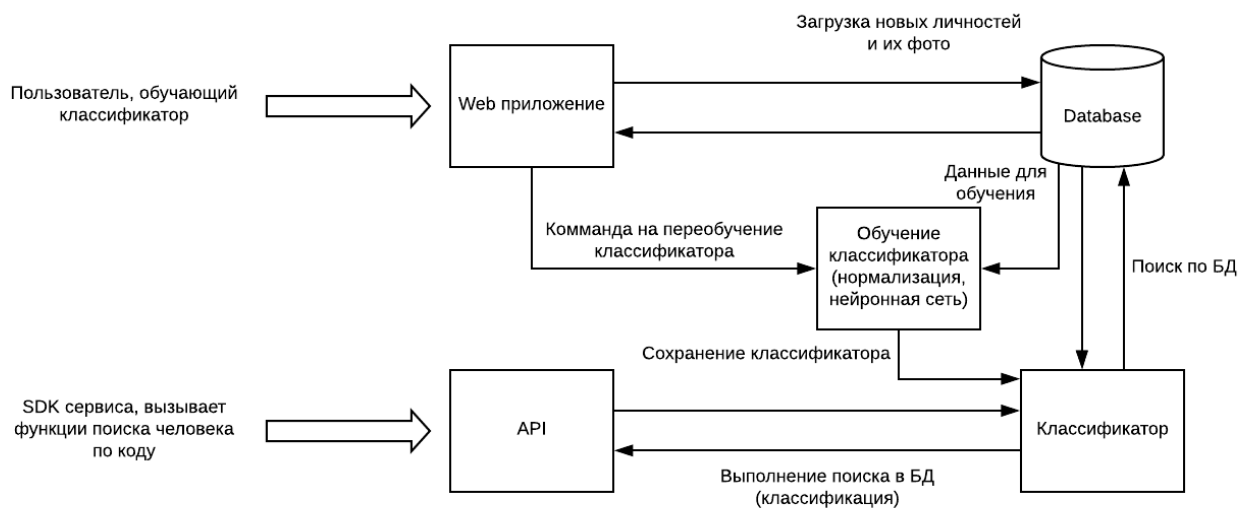 Загрузка новых личностей
и их фото
Пользователь, обучающий
классификатор
Web приложение
Database
Данные для
обучения
Комманда на переобучение
классификатора
Обучение
классификатора
(нормализация,
нейронная сеть)
Поиск по БД
Сохранение классификатора
SDK сервиса, вызывает
функции поиска человека
по коду
API
Классификатор
Выполнение поиска в БД
(классификация)